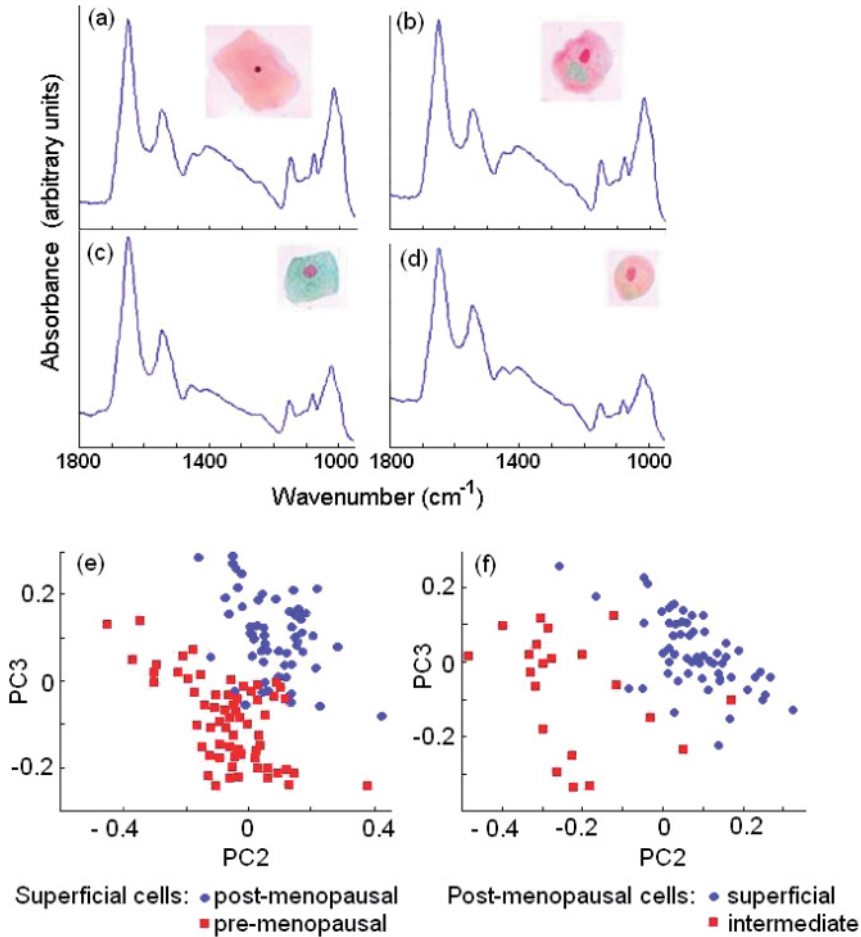 (a)
(b)
(c)
(d)
Absorbance (arbitrary units)
1800 1400 1000 1800 1400 1000
Wavenumber (cm⁻¹)
(e)
0.2
0
-0.2
PC3
- 0.4 0 0.4
PC2
(f)
0.2
0
-0.2
PC3
- 0.4 -0.2 0 0.2
PC2
Superficial cells: post-menopausal
pre-menopausal
Post-menopausal cells: superficial
intermediate